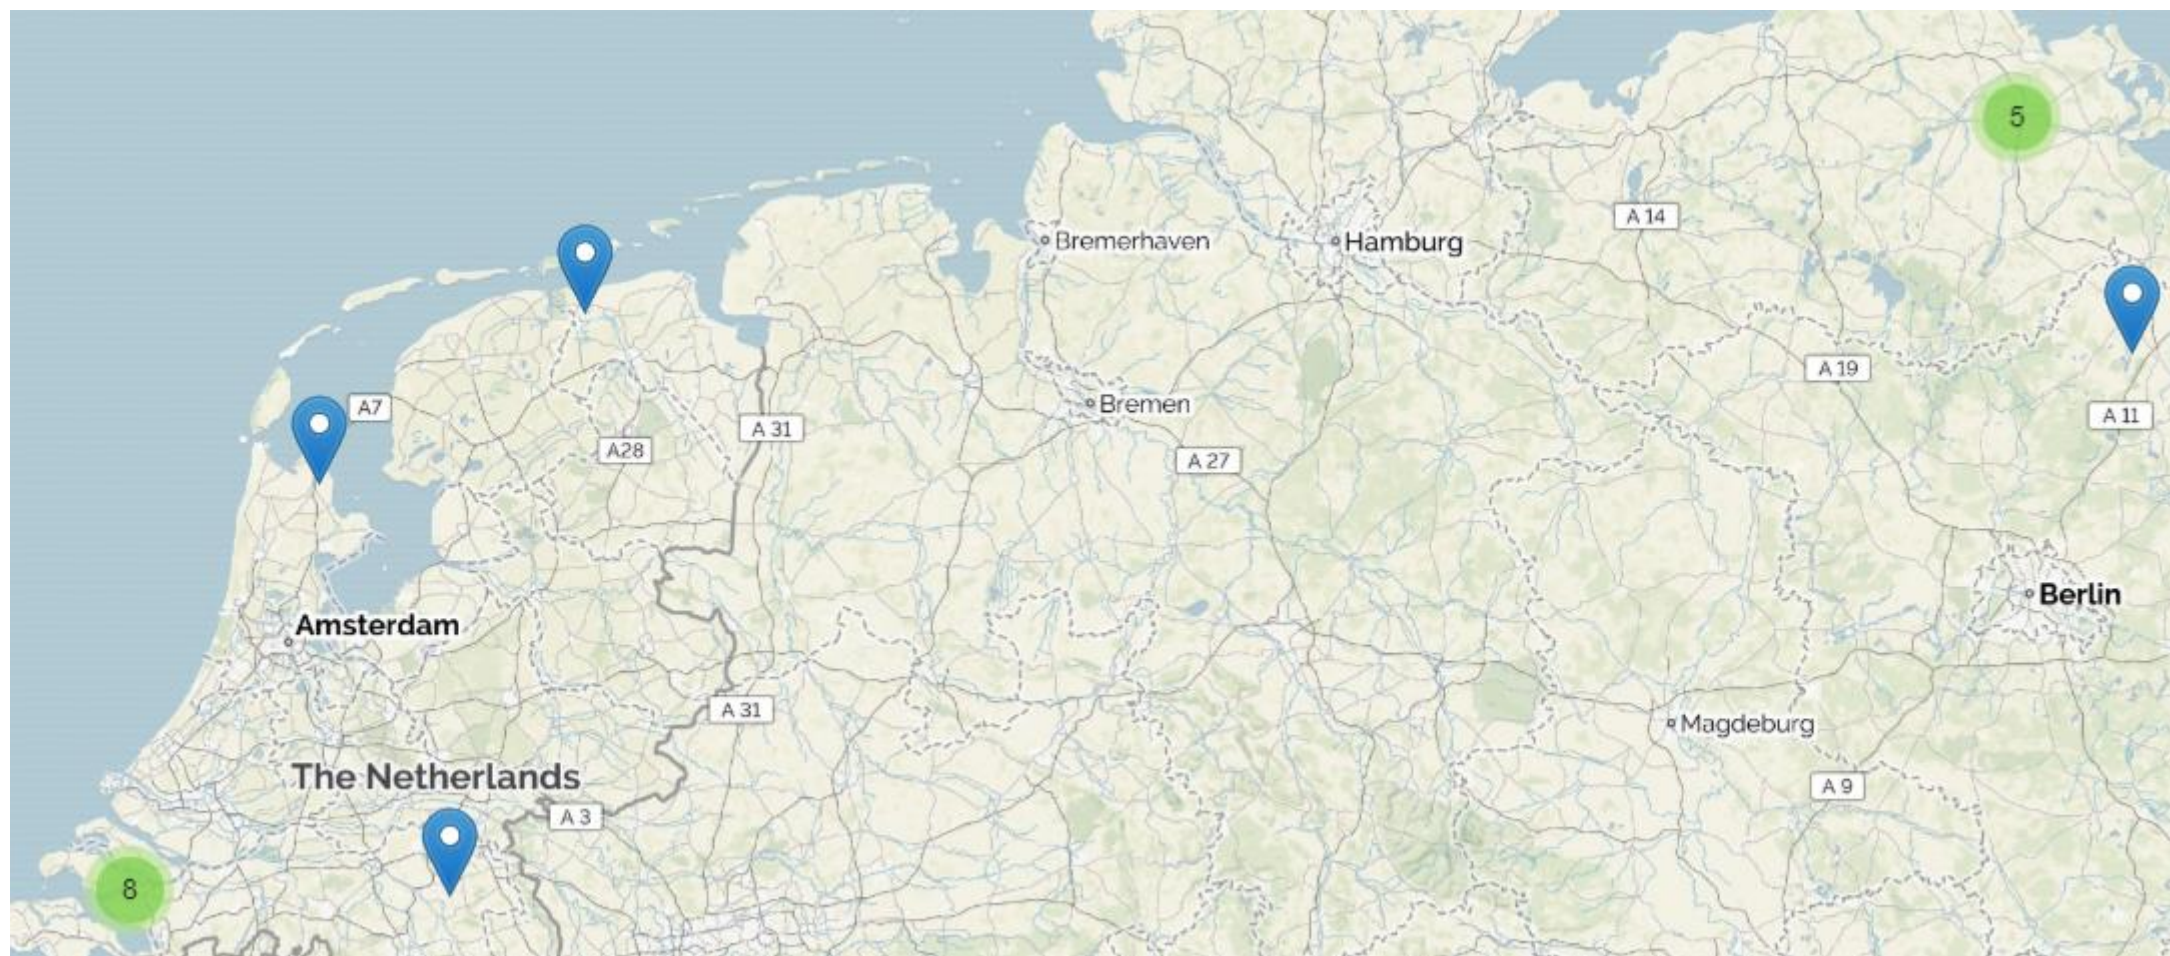 5
A 14
Bremerhaven
Hamburg
A 19
A7
Bremen
A 11
A 31
A28
A 27
Berlin
Amsterdam
A 31
Magdeburg
The Netherlands
A 9
A 3
8